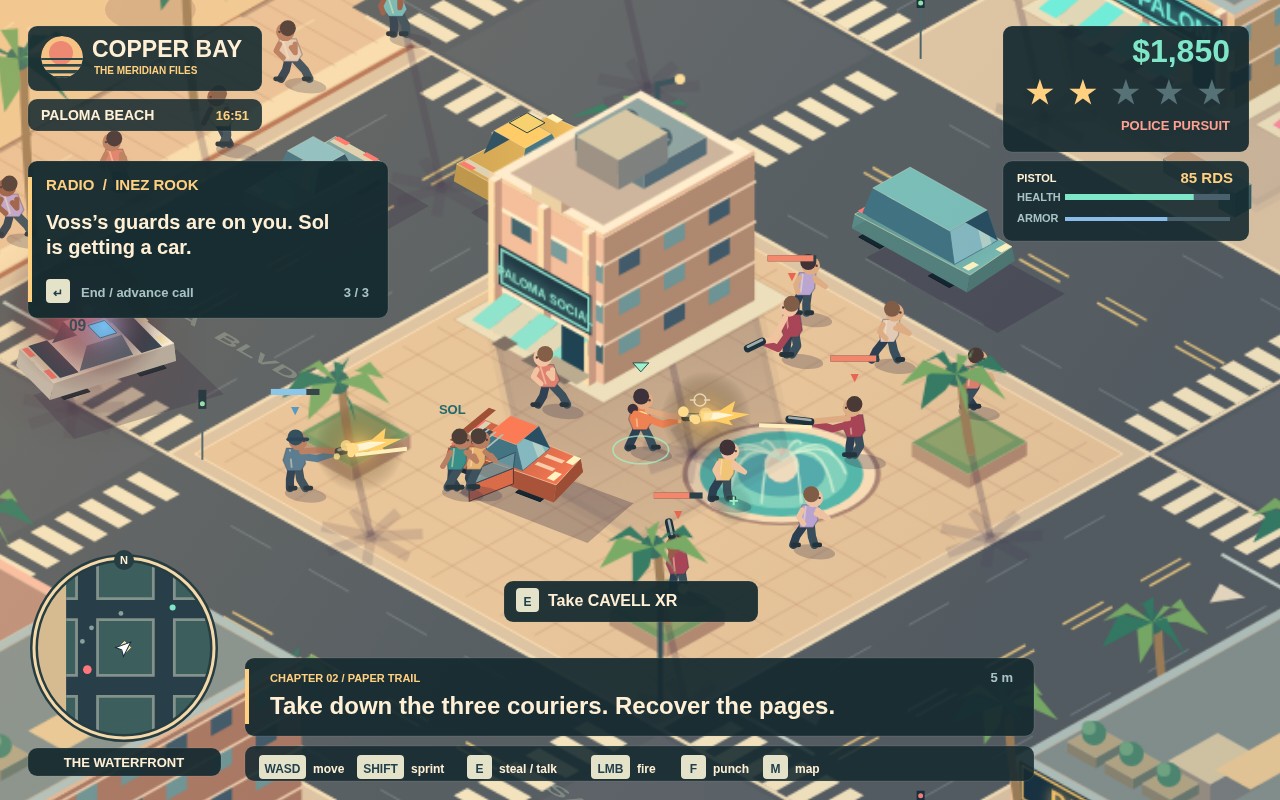 COPPER BAY
THE MERIDIAN FILES
PALOMA BEACH 16:51
RADIO / INEZ ROOK
Voss’s guards are on you. Sol
is getting a car.
↵ End / advance call 3 / 3
$1,850
POLICE PURSUIT
PISTOL 85 RDS
HEALTH
ARMOR
PALOMA SOCIAL
09
BLVD
SOL
E Take CAVELL XR
N
THE WATERFRONT
CHAPTER 02 / PAPER TRAIL 5 m
Take down the three couriers. Recover the pages.
WASD move SHIFT sprint E steal / talk LMB fire F punch M map